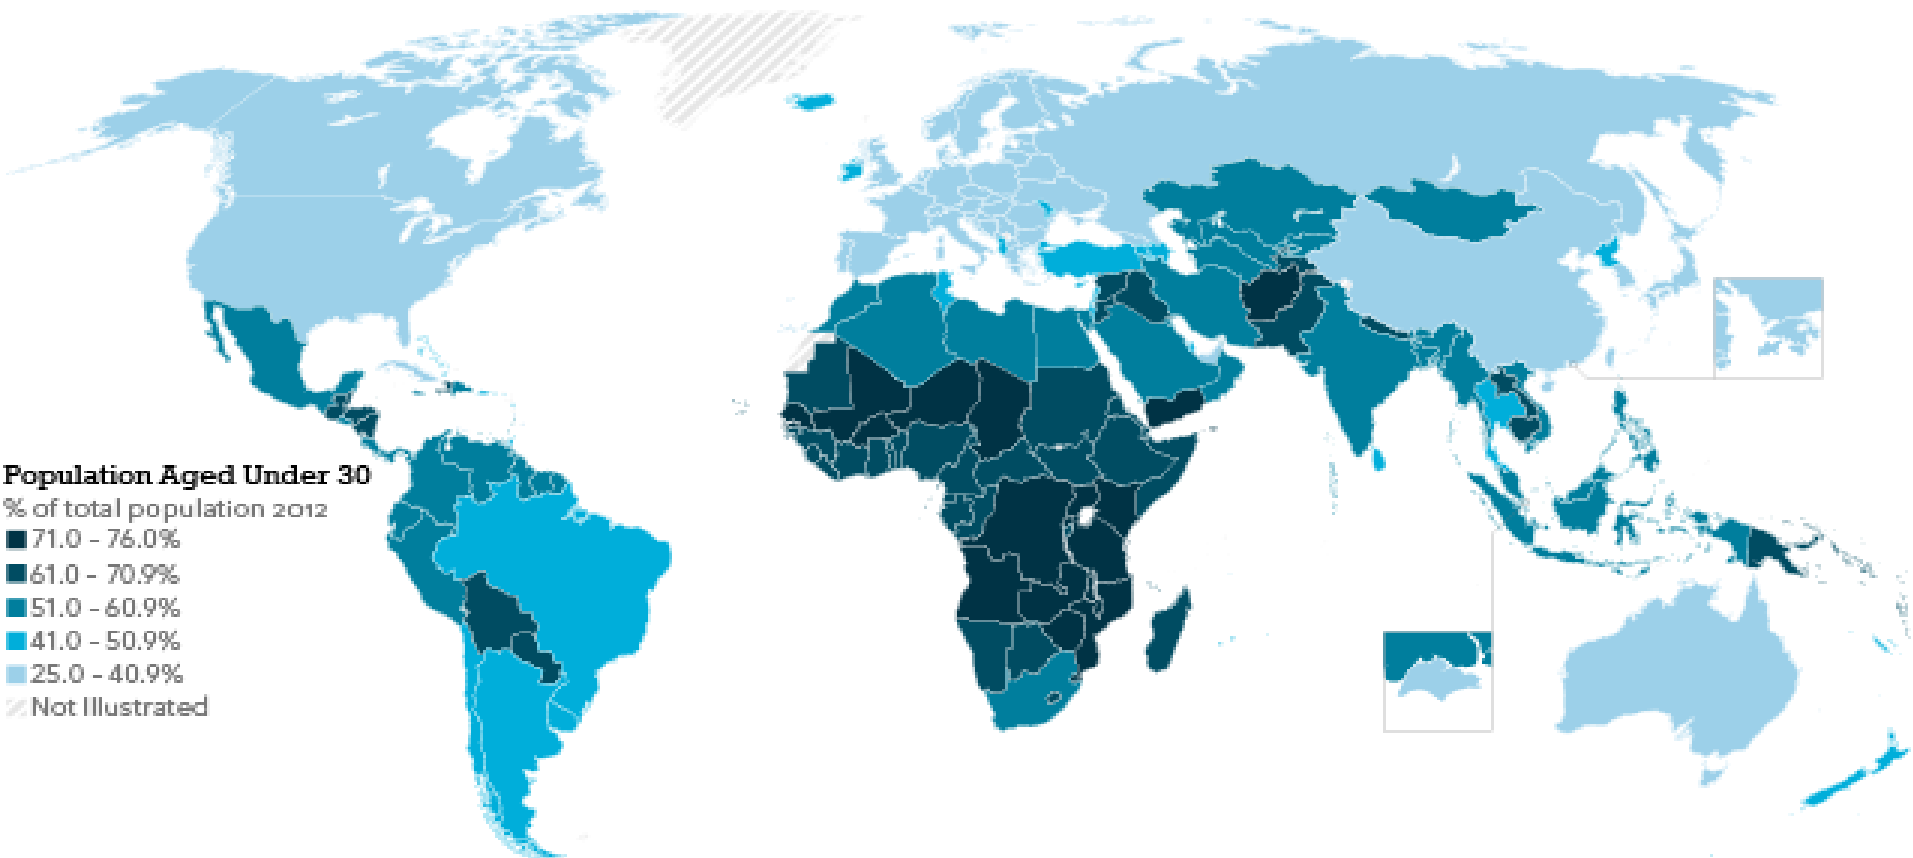 Population Aged Under 30
% of total population 2012
71.0 - 76.0%
61.0 - 70.9%
51.0 - 60.9%
41.0 - 50.9%
25.0 - 40.9%
Not Illustrated